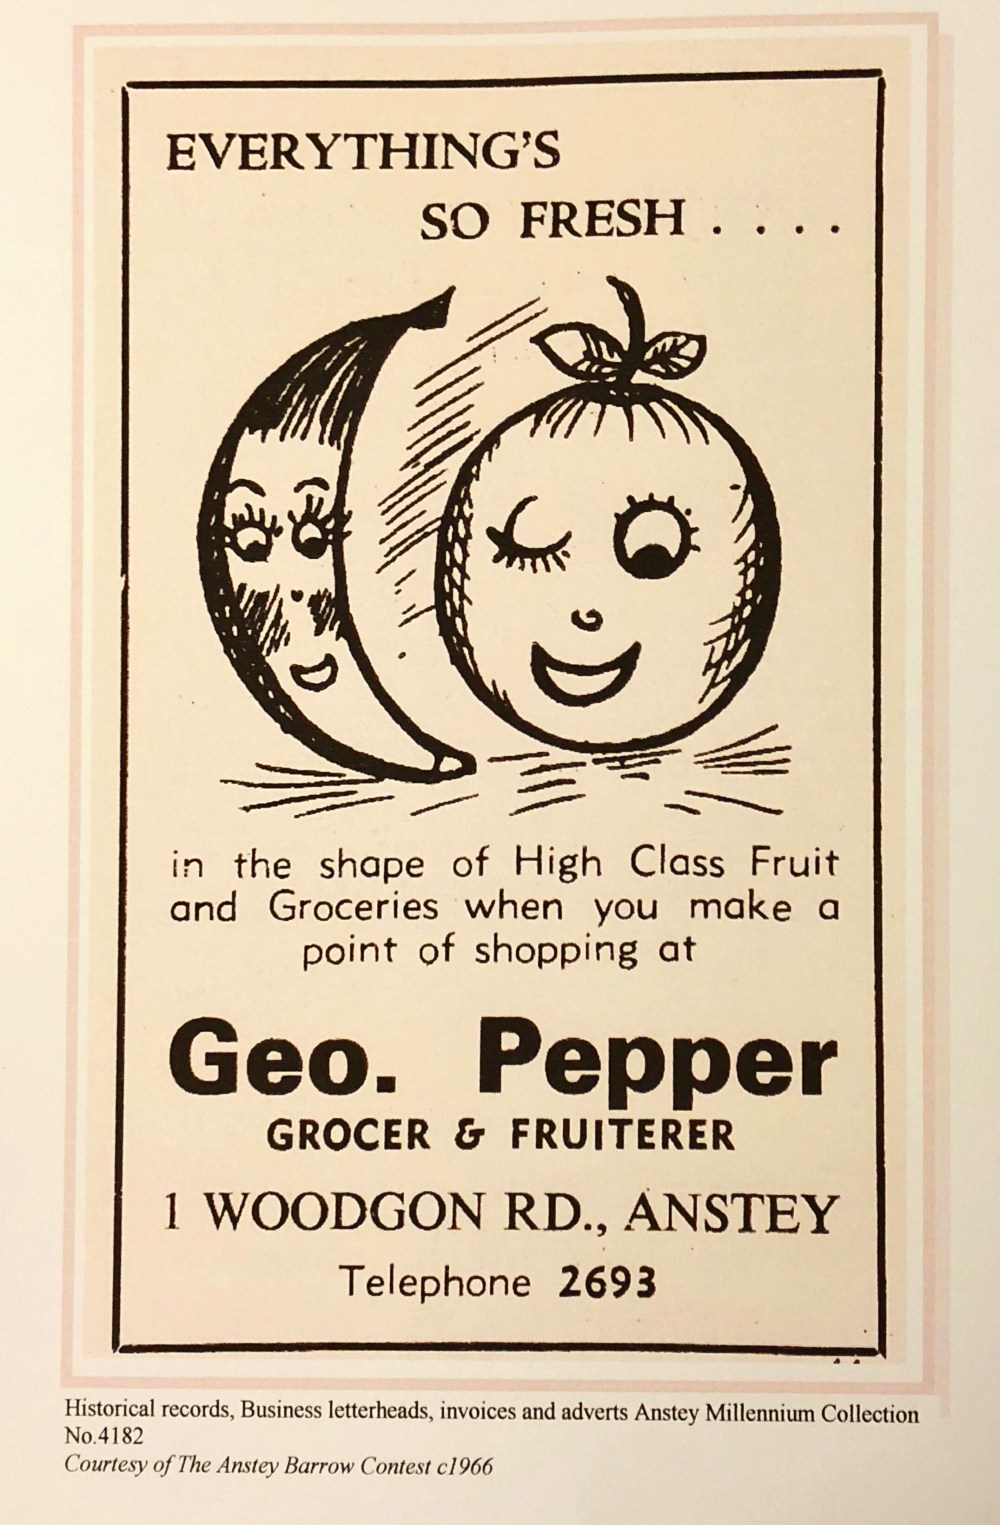 EVERYTHING'S
SO FRESH . . . .
in the shape of High Class Fruit
and Groceries when you make a
point of shopping at
Geo. Pepper
GROCER & FRUITERER
1 WOODGON RD., ANSTEY
Telephone 2693
Historical records, Business letterheads, invoices and adverts Anstey Millennium Collection
No.4182
Courtesy of The Anstey Barrow Contest c1966